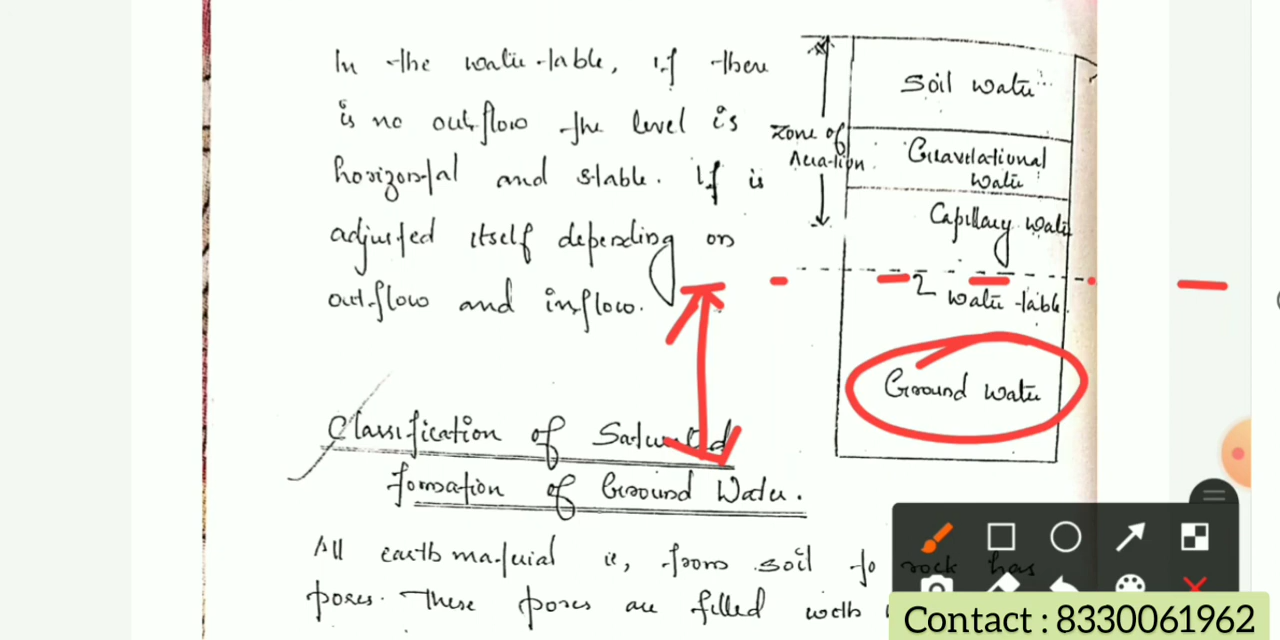 In the water table, if there
is no outflow the level is
horizontal and stable. If is
adjusted itself depending on
outflow and inflow.
Zone of
Aeration
Soil water
Gravitational
water
Capillary water
water table.
Ground water
Classification of Saturated
formation of Ground Water.
All earth material ie, from soil to rock has
pores. These pores are filled with
Contact : 8330061962